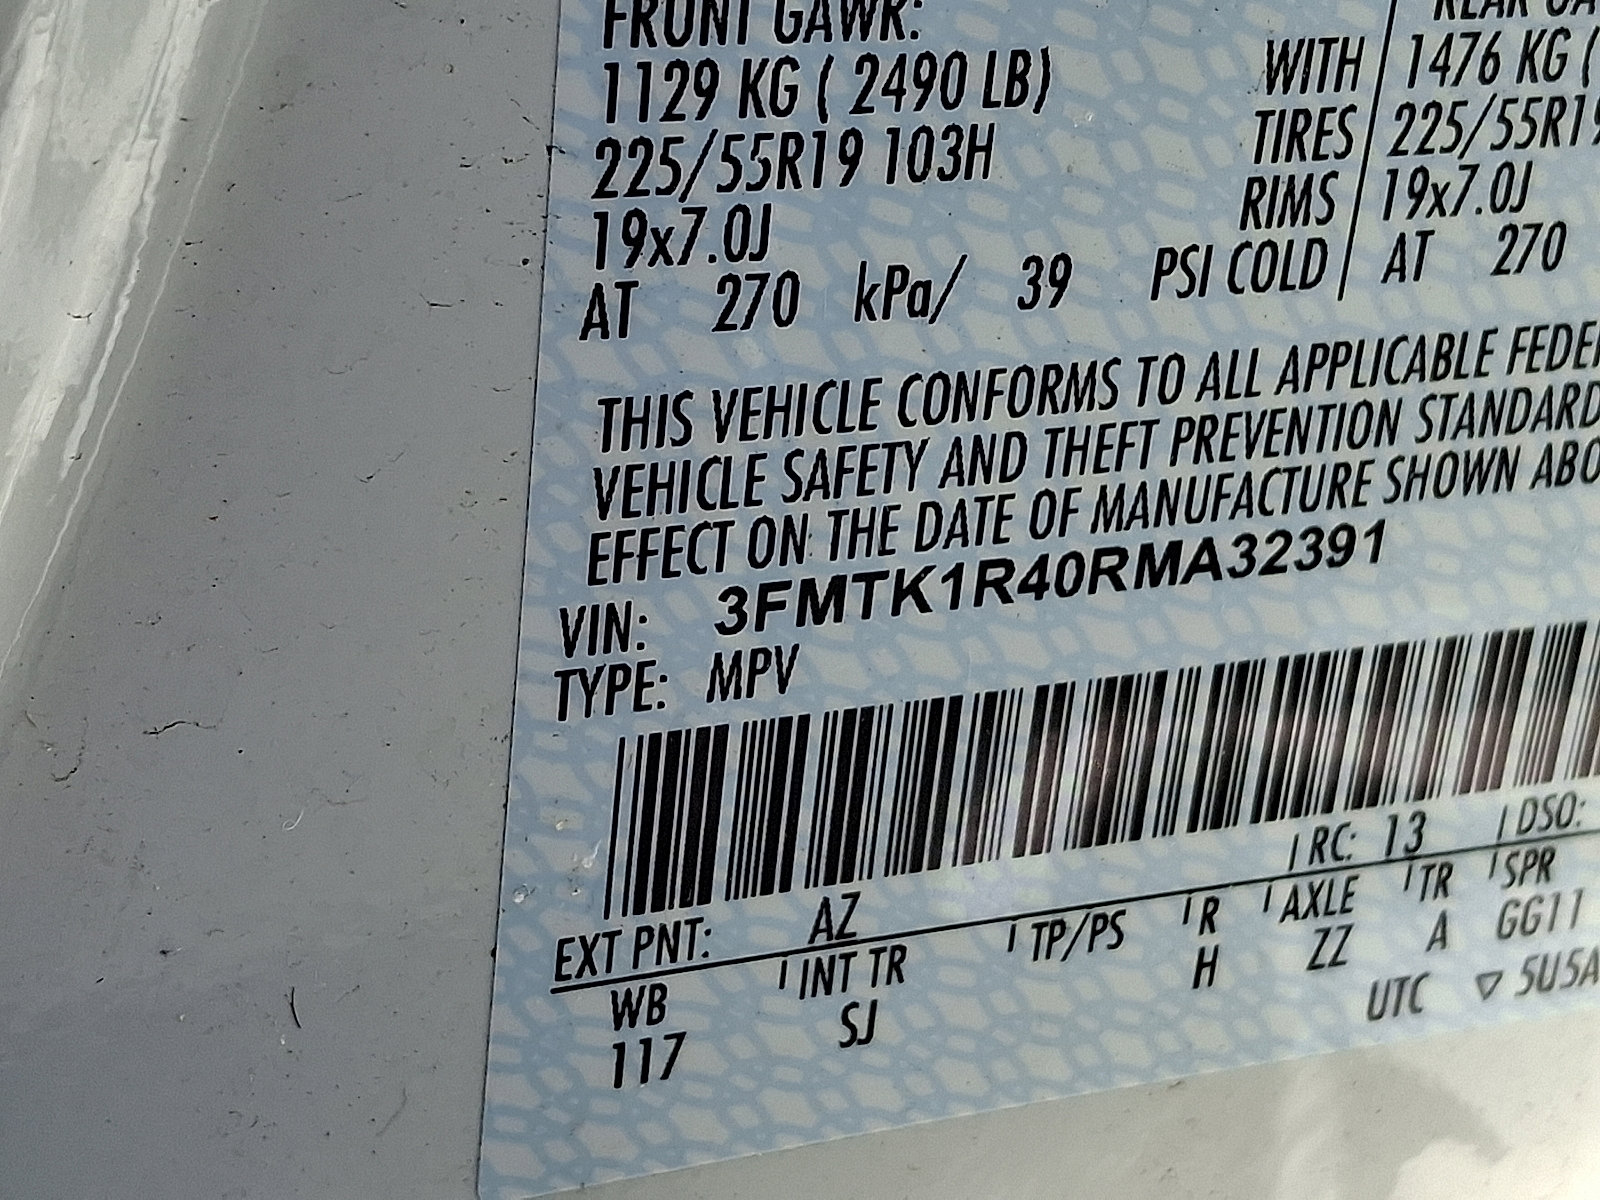 FRONT GAWR:
1129 KG ( 2490 LB) WITH 1476 KG (
225/55R19 103H TIRES 225/55R19
19x7.0J RIMS 19x7.0J
AT 270 kPa/ 39 PSI COLD AT 270
THIS VEHICLE CONFORMS TO ALL APPLICABLE
VEHICLE SAFETY AND THEFT PREVENTION STANDARD
EFFECT ON THE DATE OF MANUFACTURE SHOWN
VIN: 3FMTK1R40RMA32391
TYPE: MPV
RC: 13 DSO:
EXT PNT: AZ
WB INT TR TP/PS R AXLE TR SPR
117 SJ H ZZ A GG11
UTC ▽ 5U5A